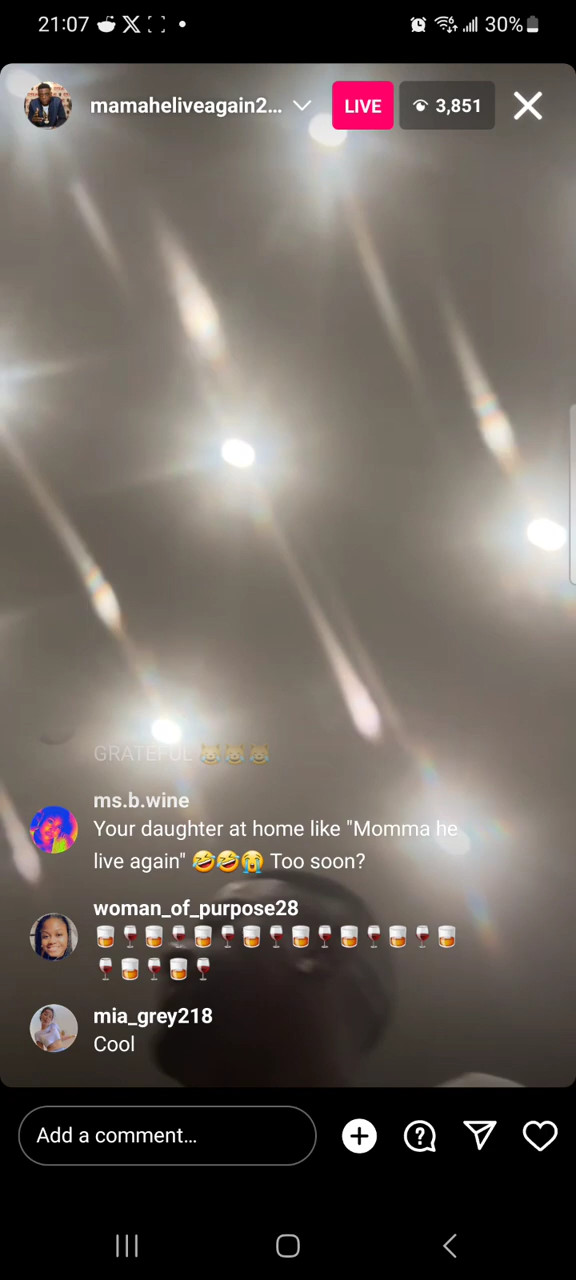 21:07
30%
mamaheliveagain2...
LIVE
3,851
GRATEFUL 😹😹😹
ms.b.wine
Your daughter at home like "Momma he
live again" 🤣🤣😭 Too soon?
woman_of_purpose28
🥃🍷🥃🍷🥃🍷🥃🍷🥃🍷🥃🍷🥃🍷🥃
🍷🥃🍷🥃🍷
mia_grey218
Cool
Add a comment...